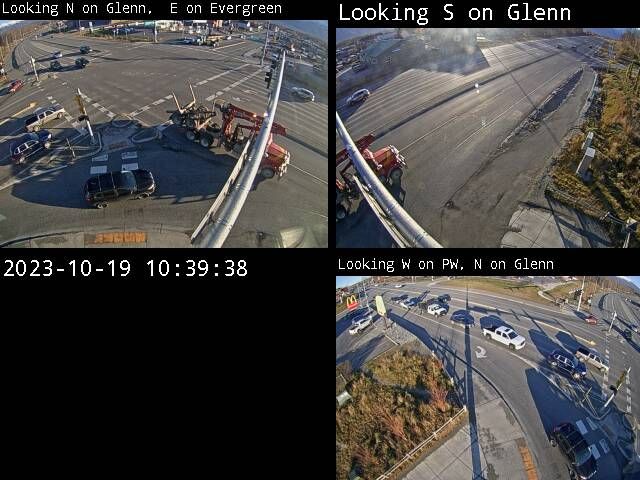 Looking N on Glenn,  E on Evergreen
Looking S on Glenn
2023-10-19 10:39:38
Looking W on PW, N on Glenn